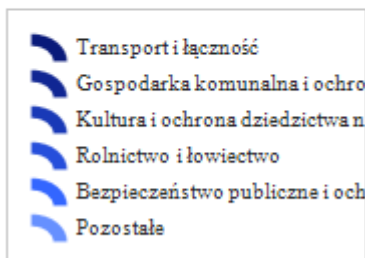 Transport i łączność
Gospodarka komunalna i ochro
Kultura i ochrona dziedzictwa n
Rolnictwo i łowiectwo
Bezpieczeństwo publiczne i och
Pozostałe